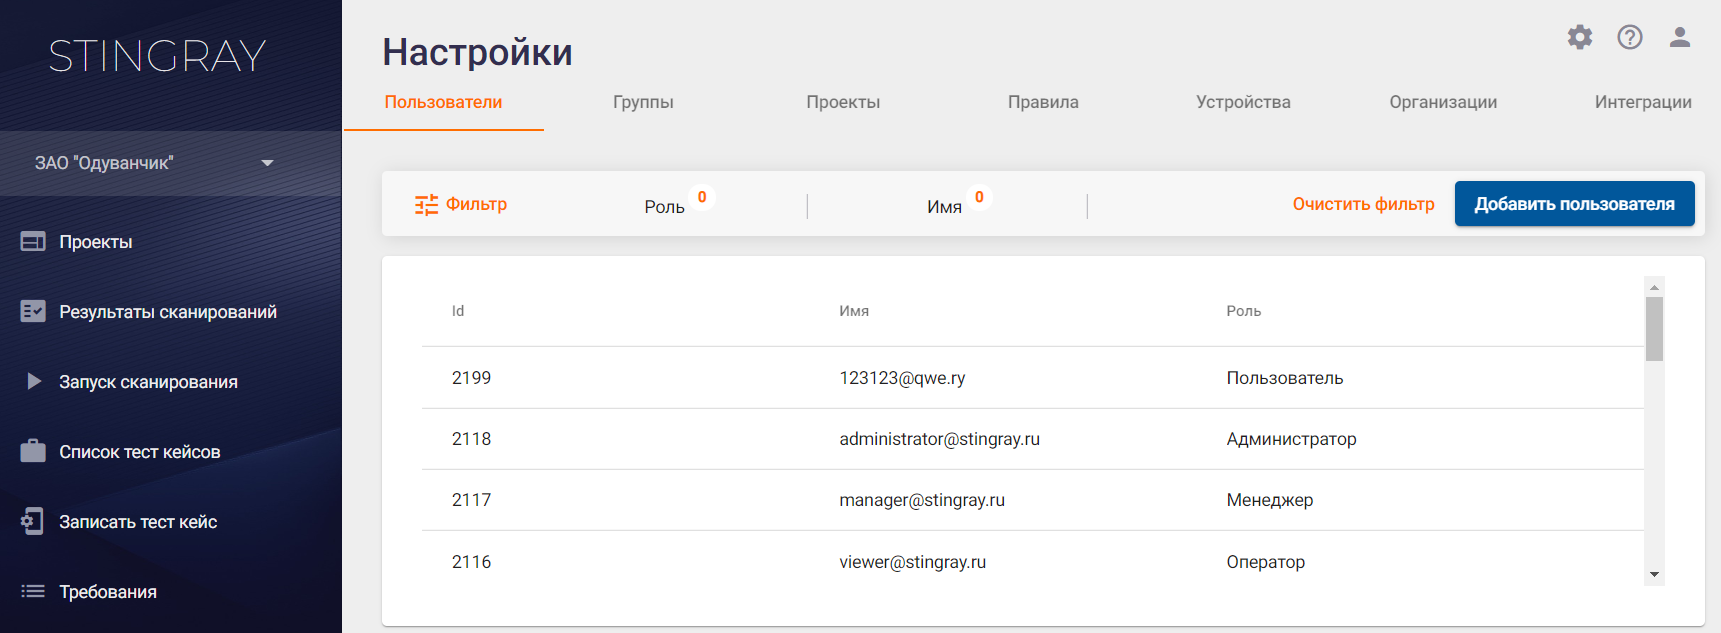 STINGRAY
ЗАО "Одуванчик"
Проекты
Результаты сканирований
Запуск сканирования
Список тест кейсов
Записать тест кейс
Требования
Настройки
Пользователи Группы Проекты Правила Устройства Организации Интеграции
Фильтр Роль 0 Имя 0 Очистить фильтр Добавить пользователя
Id Имя Роль
2199 123123@qwe.ry Пользователь
2118 administrator@stingray.ru Администратор
2117 manager@stingray.ru Менеджер
2116 viewer@stingray.ru Оператор